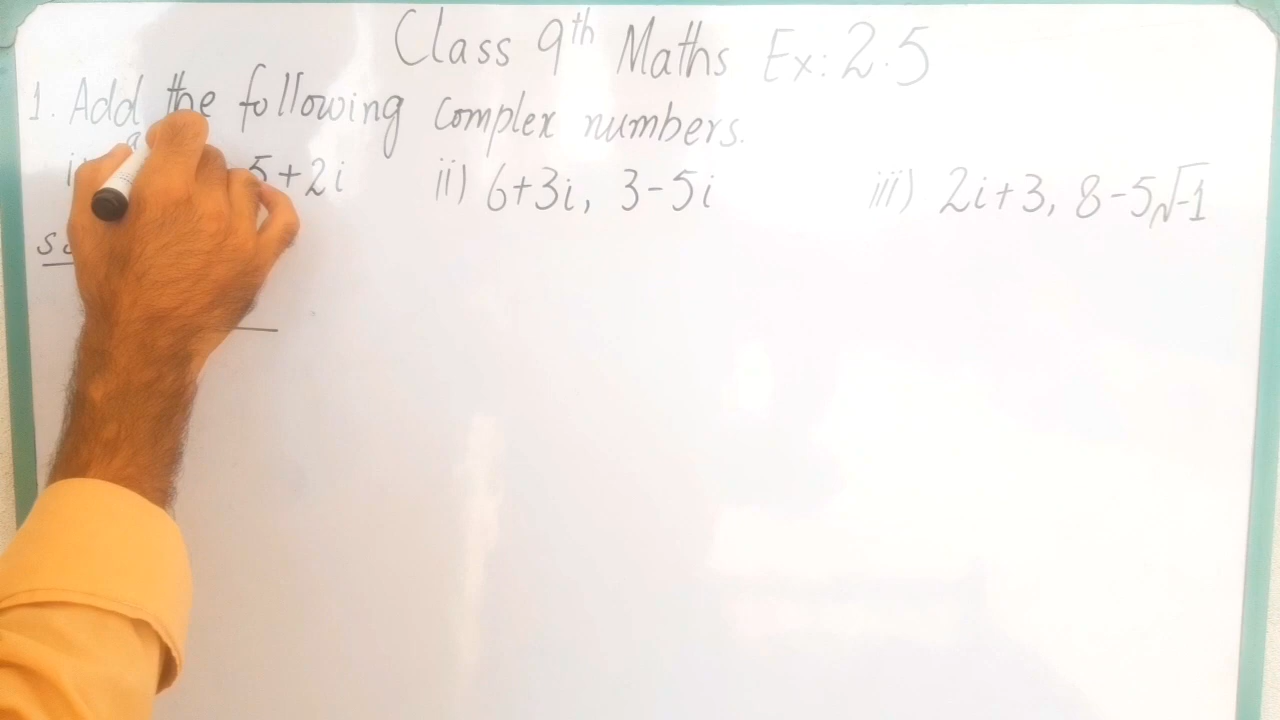 Class 9th Maths Ex: 2.5
1. Add the following complex numbers.
5+2i ii) 6+3i, 3-5i iii) 2i+3, 8-5√-1